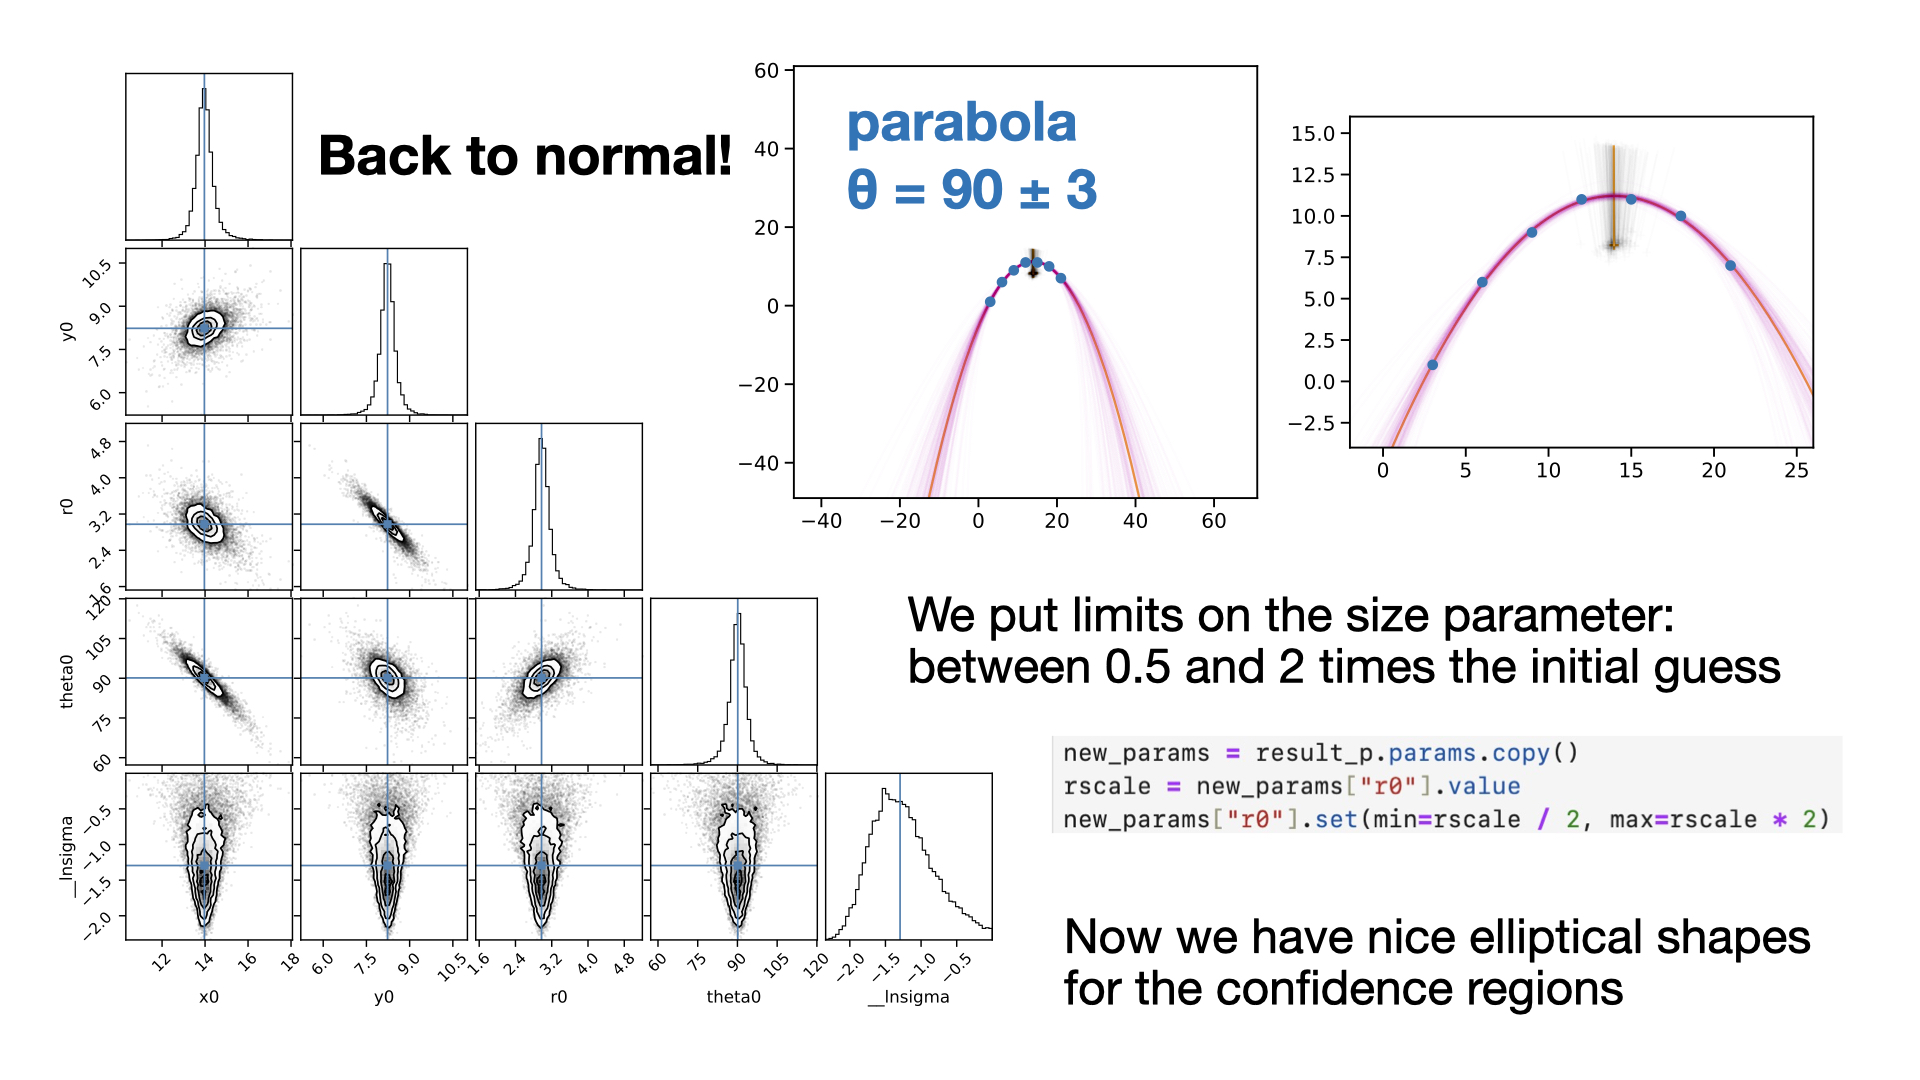 Back to normal!
parabola
θ = 90 ± 3
60
40
20
0
−20
−40
−40 −20 0 20 40 60
15.0
12.5
10.0
7.5
5.0
2.5
0.0
−2.5
0 5 10 15 20 25
y0
10.5
9.0
7.5
6.0
r0
4.8
4.0
3.2
2.4
1.6
theta0
120
105
90
75
60
__lnsigma
−0.5
−1.0
−1.5
−2.0
12 14 16 18
6.0 7.5 9.0 10.5
1.6 2.4 3.2 4.0 4.8
60 75 90 105 120
−2.0 −1.5 −1.0 −0.5
x0 y0 r0 theta0 __lnsigma
We put limits on the size parameter:
between 0.5 and 2 times the initial guess
new_params = result_p.params.copy()
rscale = new_params["r0"].value
new_params["r0"].set(min=rscale / 2, max=rscale * 2)
Now we have nice elliptical shapes
for the confidence regions